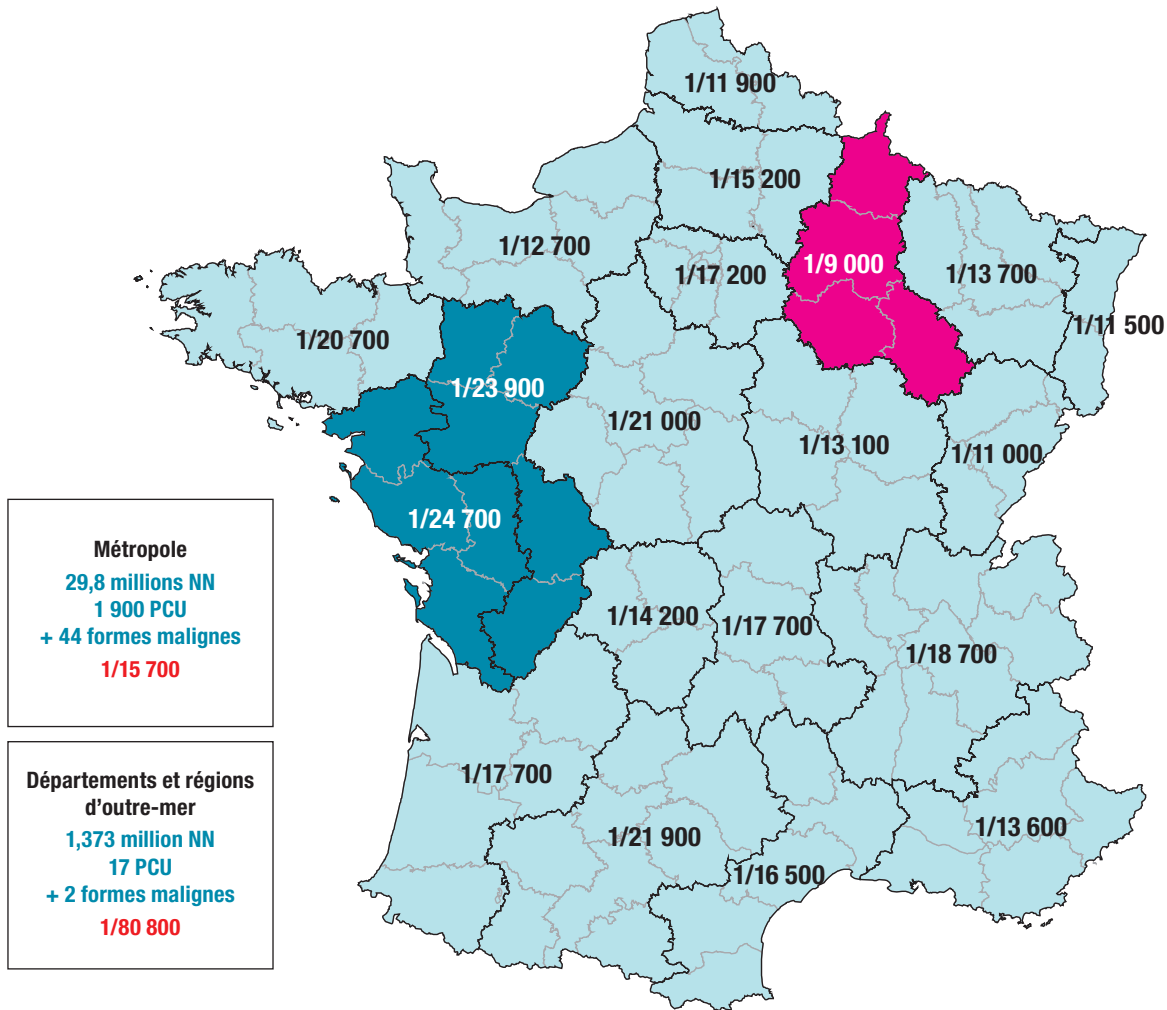 1/11 900
1/15 200
1/9 000
1/12 700
1/17 200
1/13 700
1/11 500
1/20 700
1/23 900
1/21 000
1/13 100
1/11 000
1/24 700
1/14 200
1/17 700
1/18 700
1/17 700
1/21 900
1/13 600
1/16 500
Métropole
29,8 millions NN
1 900 PCU
+ 44 formes malignes
1/15 700
Départements et régions
d’outre-mer
1,373 million NN
17 PCU
+ 2 formes malignes
1/80 800